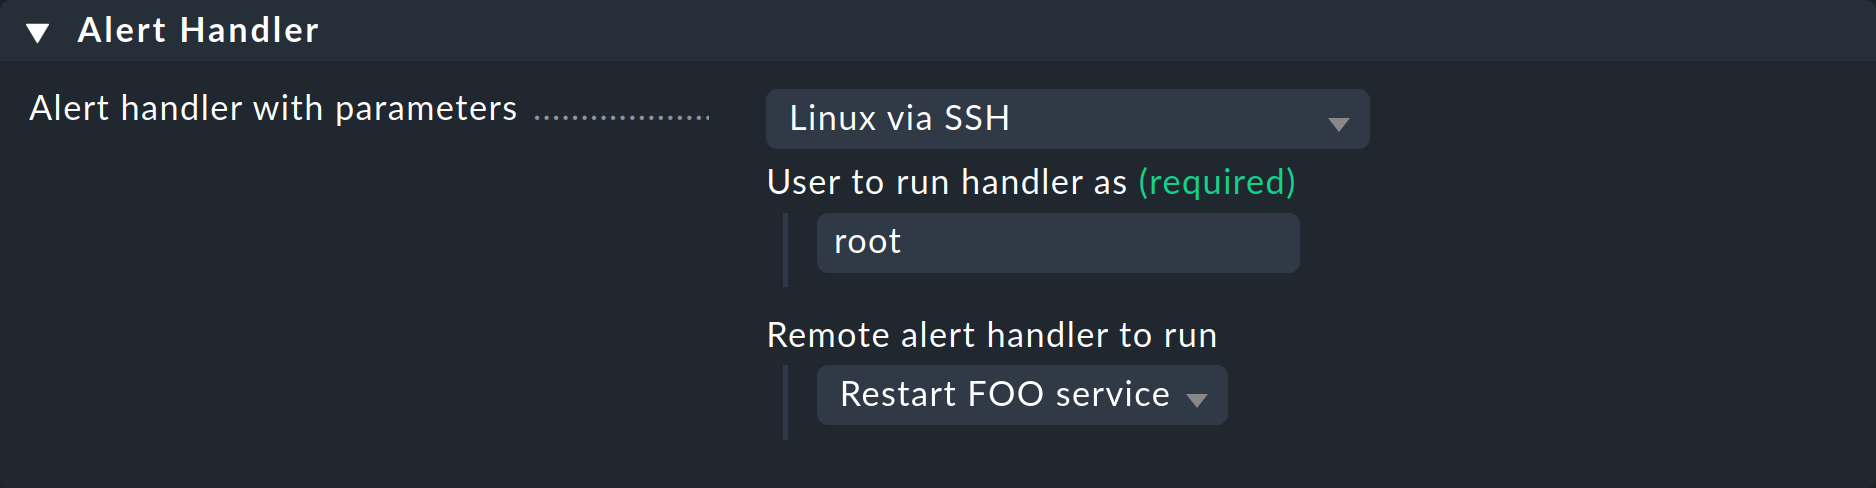 Alert Handler
Alert handler with parameters
Linux via SSH
User to run handler as (required)
root
Remote alert handler to run
Restart FOO service